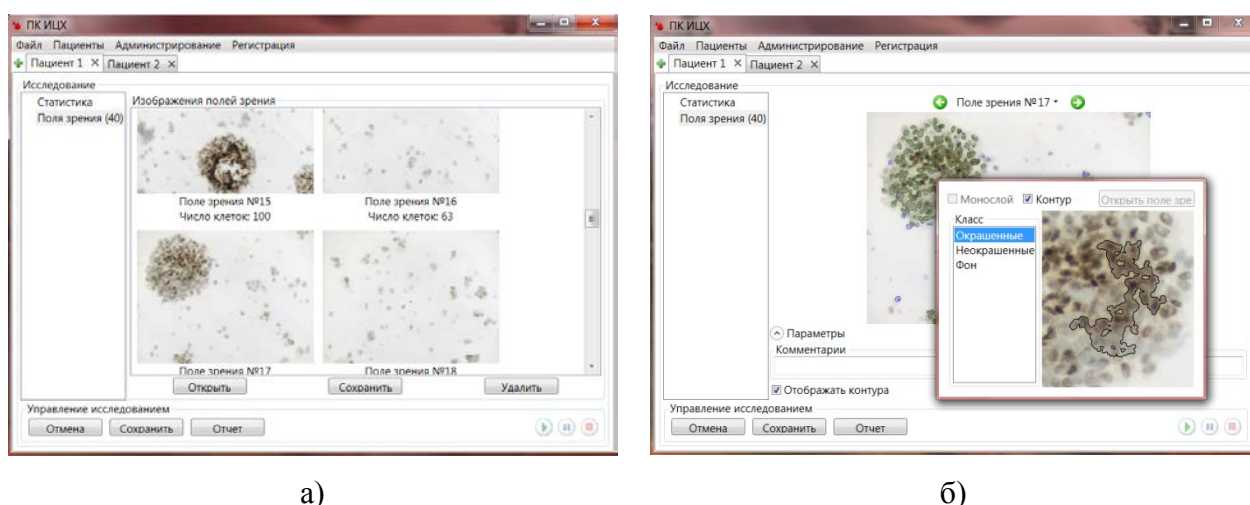 ПК ИЦХ
Файл Пациенты Администрирование Регистрация
Пациент 1 Пациент 2
Исследование
Статистика
Поля зрения (40)
Изображения полей зрения
Поле зрения №15 Поле зрения №16
Число клеток: 100 Число клеток: 63
Поле зрения №17 Поле зрения №18
Открыть Сохранить Удалить
Управление исследованием
Отмена Сохранить Отчет
а)
ПК ИЦХ
Файл Пациенты Администрирование Регистрация
Пациент 1 Пациент 2
Исследование
Статистика
Поля зрения (40)
Поле зрения №17
Монослой Контур Открыть поле зре
Класс
Окрашенные
Неокрашенные
Фон
Параметры
Комментарии
Отображать контура
Управление исследованием
Отмена Сохранить Отчет
б)